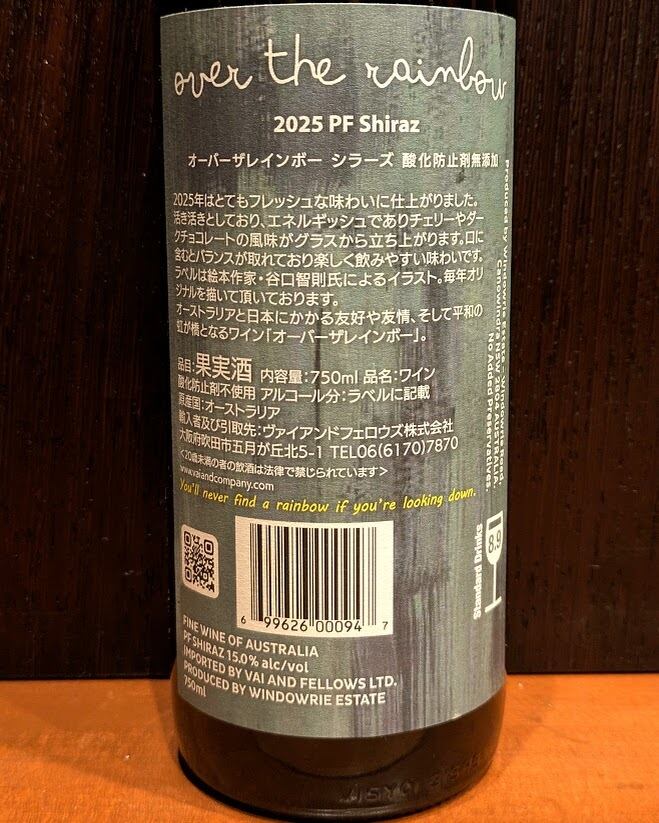 over the rainbow
2025 PF Shiraz
オーバーザレインボー シラーズ 酸化防止剤無添加
2025年はとてもフレッシュな味わいに仕上がりました。
活き活きとしており、エネルギッシュでありチェリーやダー
クチョコレートの風味がグラスから立ち上がります。口に
含むとバランスが取れており楽しく飲みやすい味わいです。
ラベルは絵本作家・谷口智則氏によるイラスト。毎年オリ
ジナルを描いて頂いております。
オーストラリアと日本にかかる友好や友情、そして平和の
虹が橋となるワイン「オーバーザレインボー」。
品目:果実酒 内容量:750ml 品名:ワイン
酸化防止剤不使用 アルコール分:ラベルに記載
原産国:オーストラリア
輸入者及び引取先:ヴァイアンドフェロウズ株式会社
大阪府吹田市五月が丘北5-1 TEL06(6170)7870
<20歳未満の者の飲酒は法律で禁じられています>
www.vaiandcompany.com
You'll never find a rainbow if you're looking down.
6 99626 00094 7
FINE WINE OF AUSTRALIA
PF SHIRAZ 15.0% alc/vol
IMPORTED BY VAI AND FELLOWS LTD.
PRODUCED BY WINDOWRIE ESTATE
750ml
Produced by Windowrie Estate - Windowrie Road,
Canowindra NSW 2804 AUSTRALIA.
No Added Preservatives.
Standard Drinks
8.9